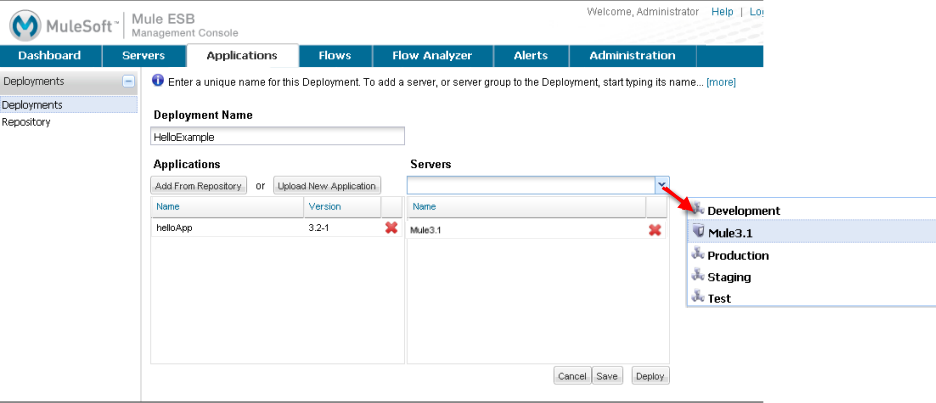 Welcome, Administrator Help |
MuleSoft™ Mule ESB
Management Console
Dashboard Servers Applications Flows Flow Analyzer Alerts Administration
Deployments
Enter a unique name for this Deployment. To add a server, or server group to the Deployment, start typing its name... [more]
Deployments
Repository
Deployment Name
HelloExample
Applications Servers
Add From Repository or Upload New Application
Name Version Name
helloApp 3.2-1 Mule3.1
Development
Mule3.1
Production
Staging
Test
Cancel Save Deploy